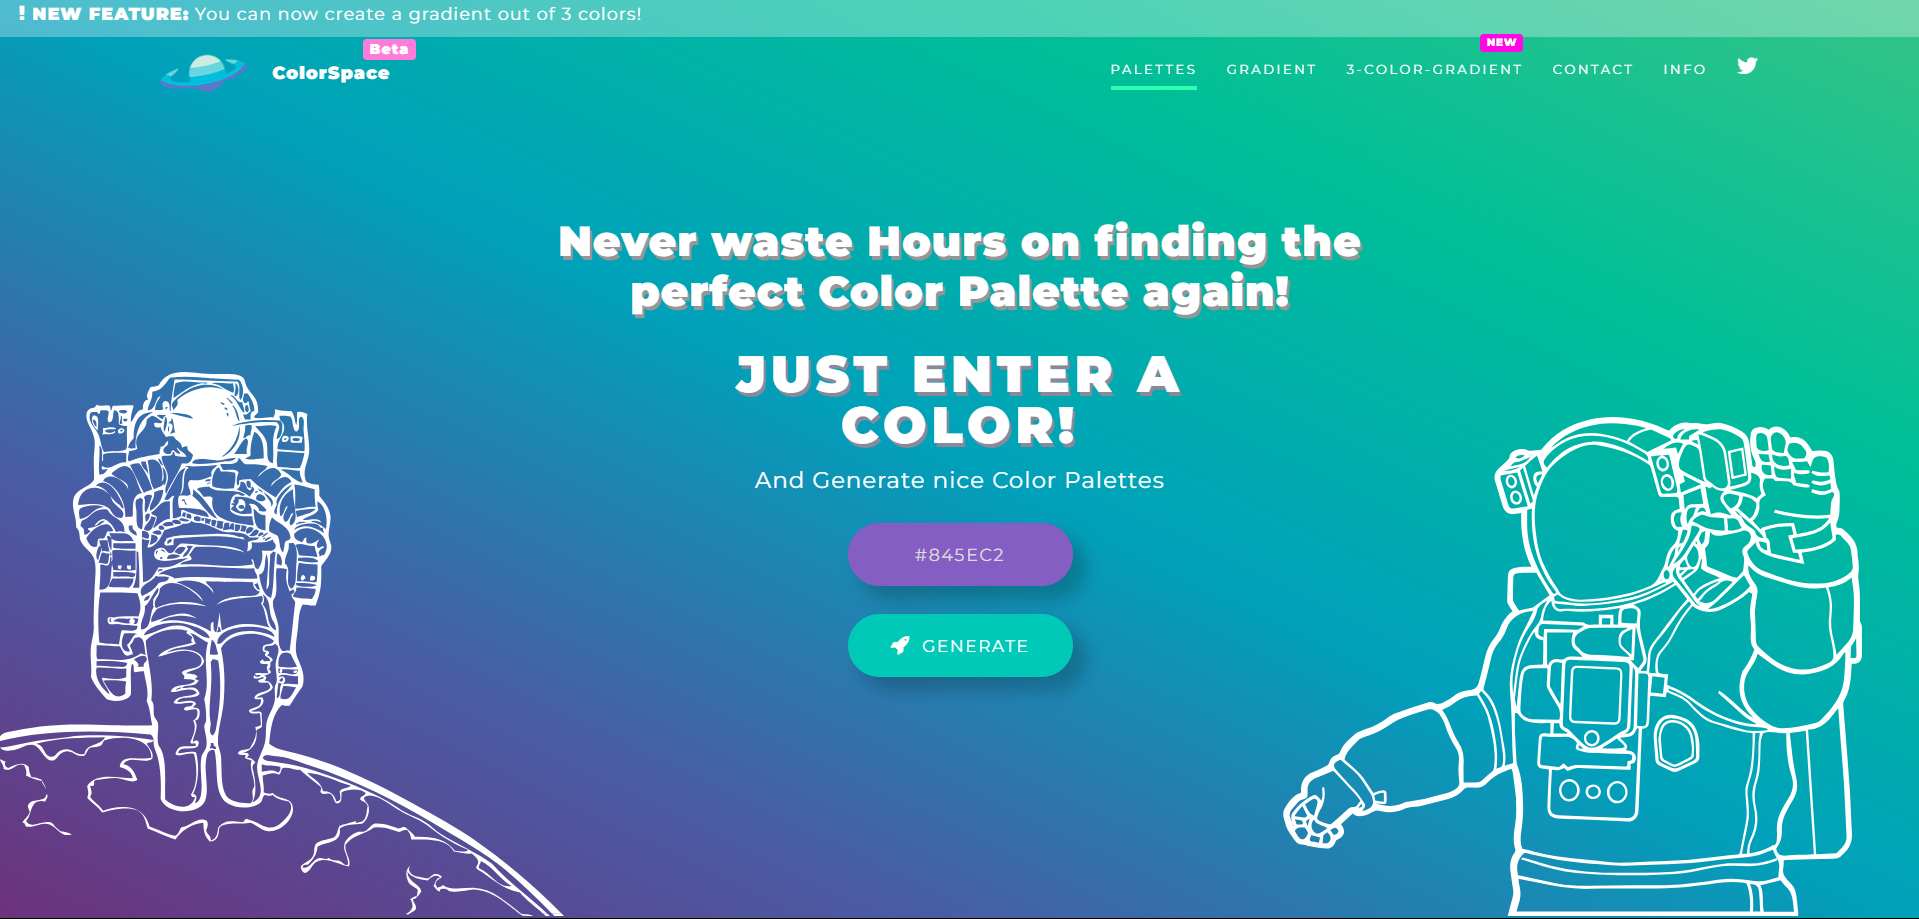 ! NEW FEATURE: You can now create a gradient out of 3 colors!
Beta
ColorSpace
NEW
PALETTES GRADIENT 3-COLOR-GRADIENT CONTACT INFO
Never waste Hours on finding the
perfect Color Palette again!
JUST ENTER A
COLOR!
And Generate nice Color Palettes
#845EC2
GENERATE